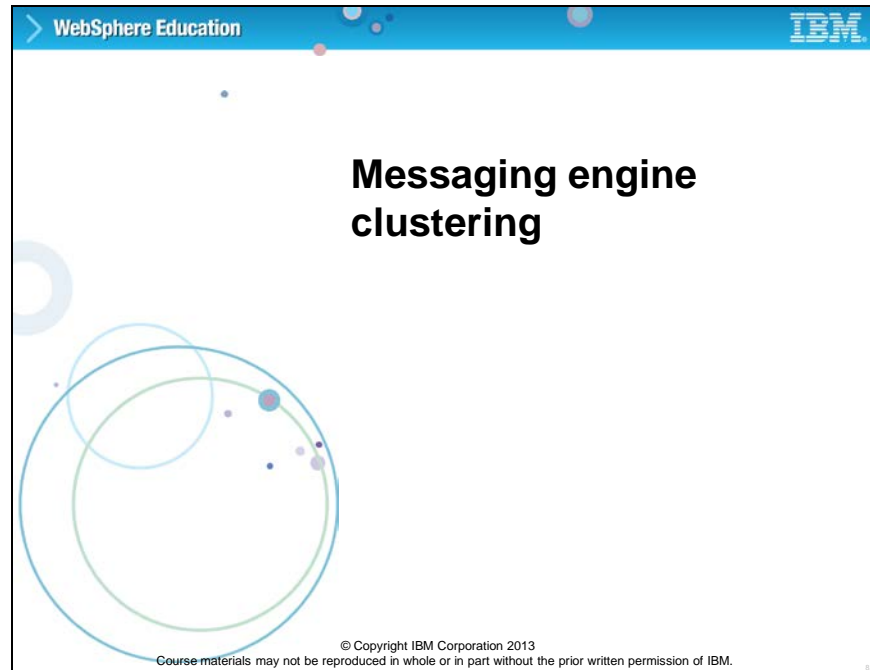 WebSphere Education
IBM.
Messaging engine
clustering
© Copyright IBM Corporation 2013
Course materials may not be reproduced in whole or in part without the prior written permission of IBM.